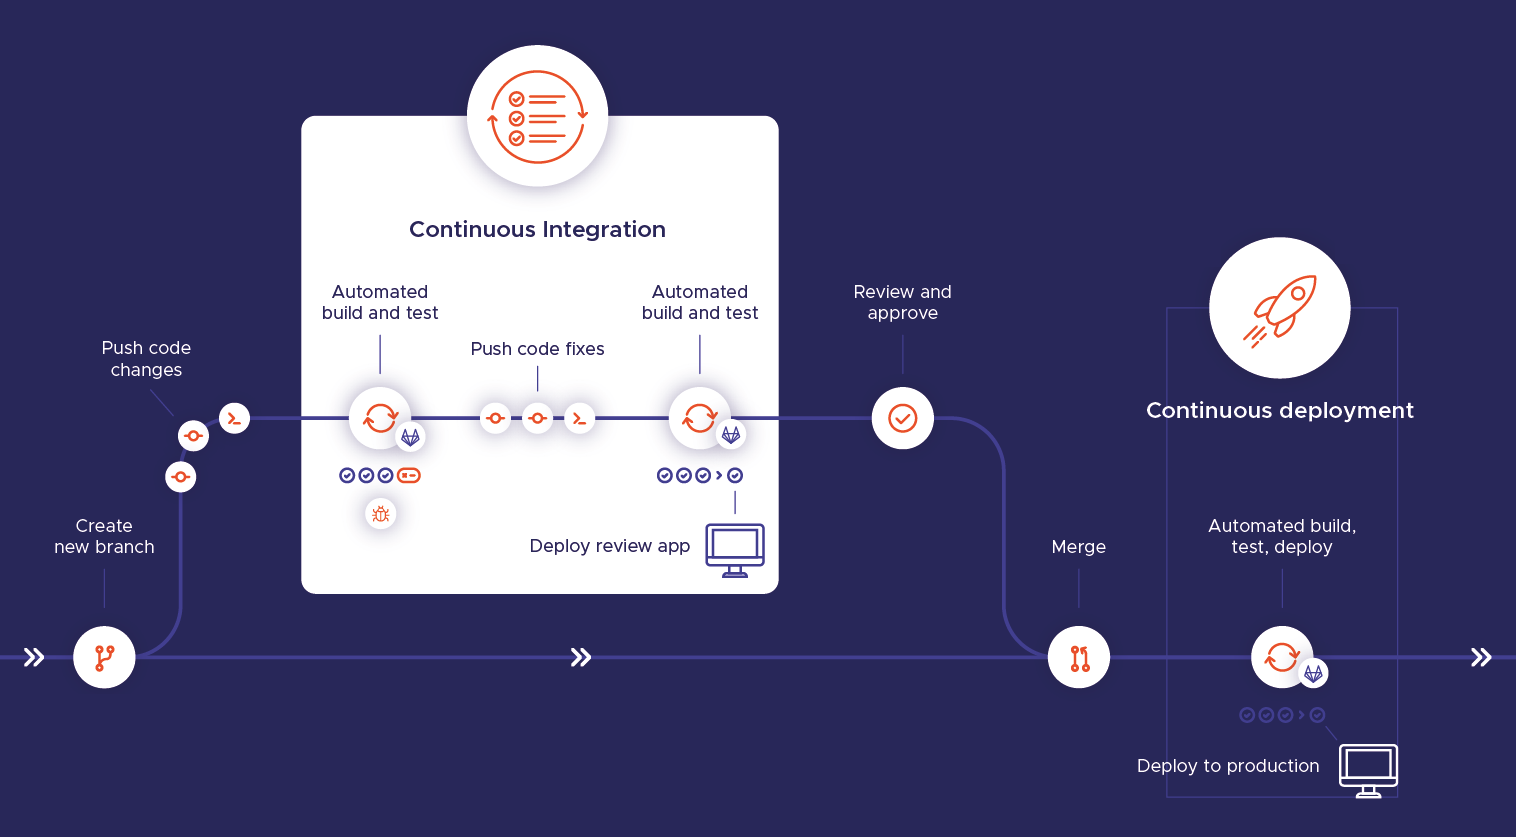 Continuous Integration
Automated
build and test
Automated
build and test
Review and
approve
Push code
changes
Push code fixes
Continuous deployment
Create
new branch
Deploy review app
Merge
Automated build,
test, deploy
Deploy to production